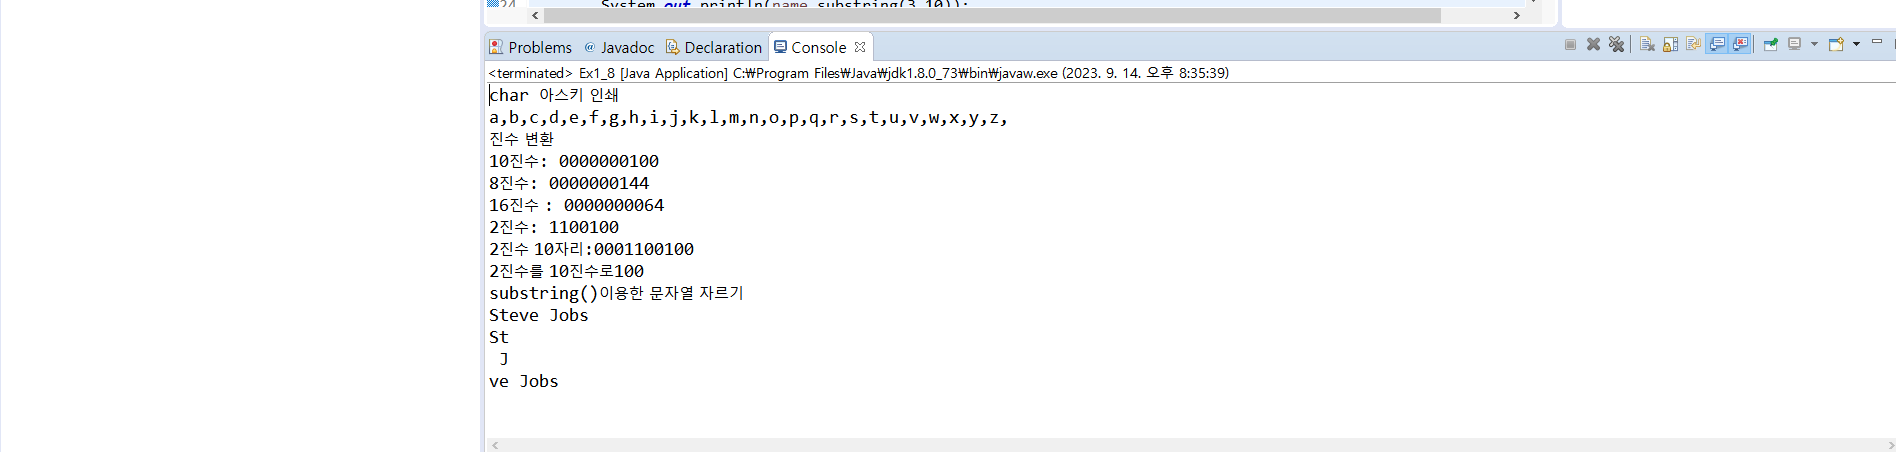 24 System.out.println(name.substring(3,10));
Problems @ Javadoc Declaration Console
<terminated> Ex1_8 [Java Application] C:₩Program Files₩Java₩jdk1.8.0_73₩bin₩javaw.exe (2023. 9. 14. 오후 8:35:39)
char 아스키 인쇄
a,b,c,d,e,f,g,h,i,j,k,l,m,n,o,p,q,r,s,t,u,v,w,x,y,z,
진수 변환
10진수: 0000000100
8진수: 0000000144
16진수 : 0000000064
2진수: 1100100
2진수 10자리:0001100100
2진수를 10진수로100
substring()이용한 문자열 자르기
Steve Jobs
St
 J
ve Jobs